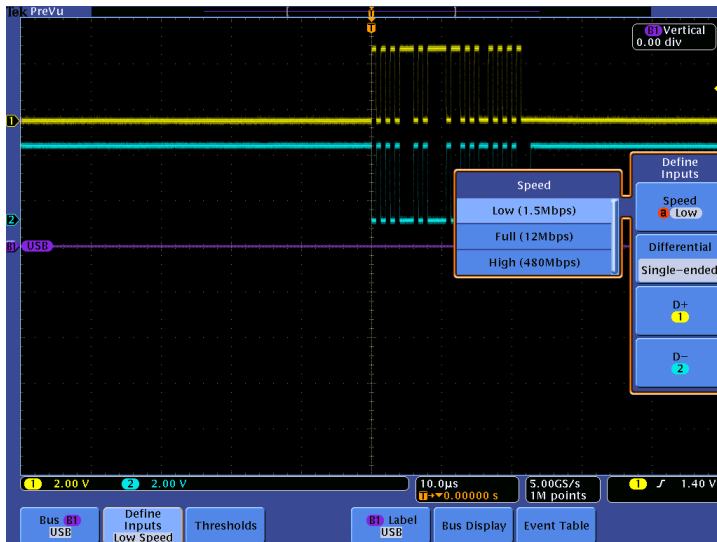 Tek PreVu
T
T
B1 Vertical
0.00 div
1
2
B1 USB
Define
Inputs
Speed
a Low
Differential
Single-ended
D+
1
D-
2
Speed
Low (1.5Mbps)
Full (12Mbps)
High (480Mbps)
1 2.00 V 2 2.00 V
10.0µs
T→▼0.00000 s
5.00GS/s
1M points
1 1.40 V
Bus B1
USB
Define
Inputs
Low Speed
Thresholds
B1 Label
USB
Bus Display
Event Table